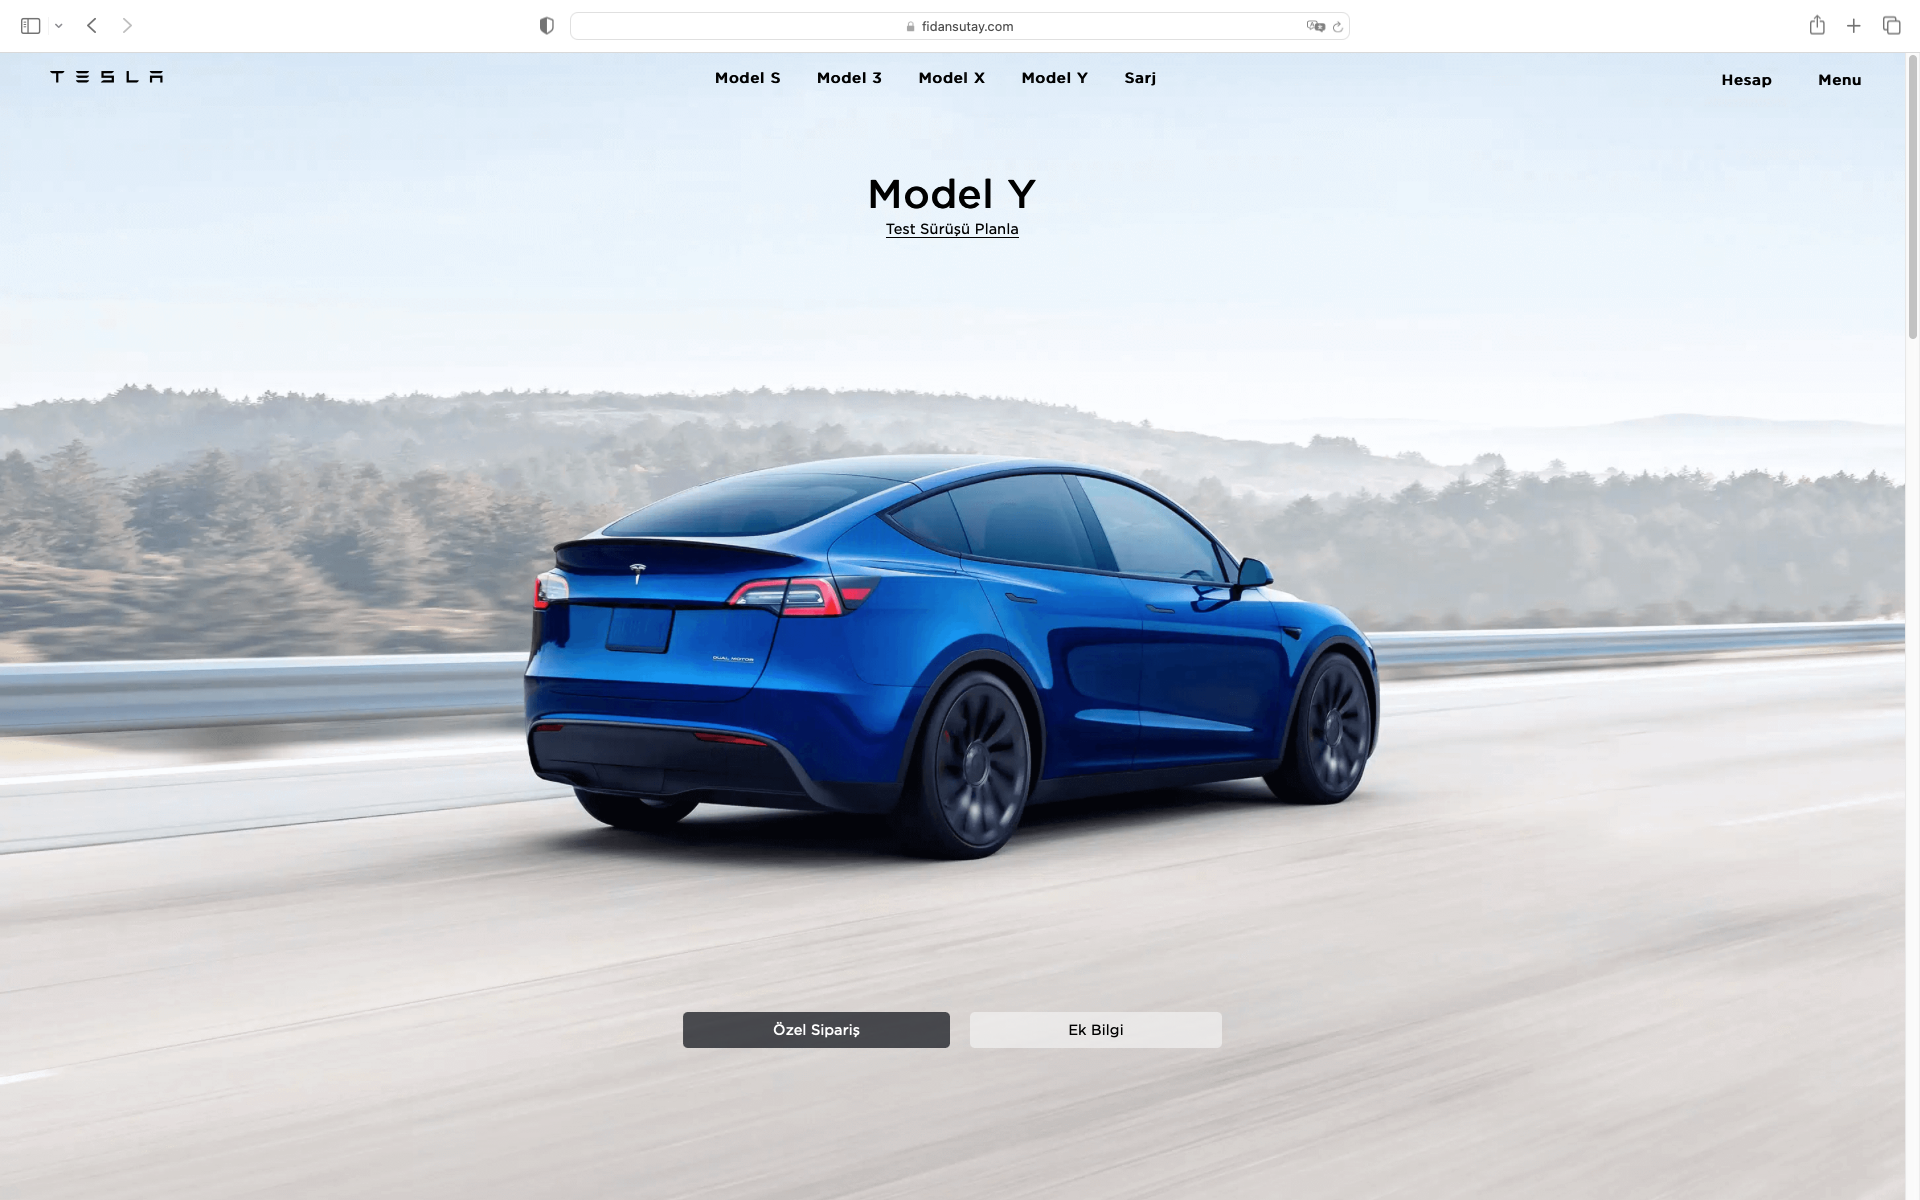 fidansutay.com
TESLA
Model S Model 3 Model X Model Y Sarj
Hesap Menu
Model Y
Test Sürüşü Planla
DUAL MOTOR
Özel Sipariş Ek Bilgi